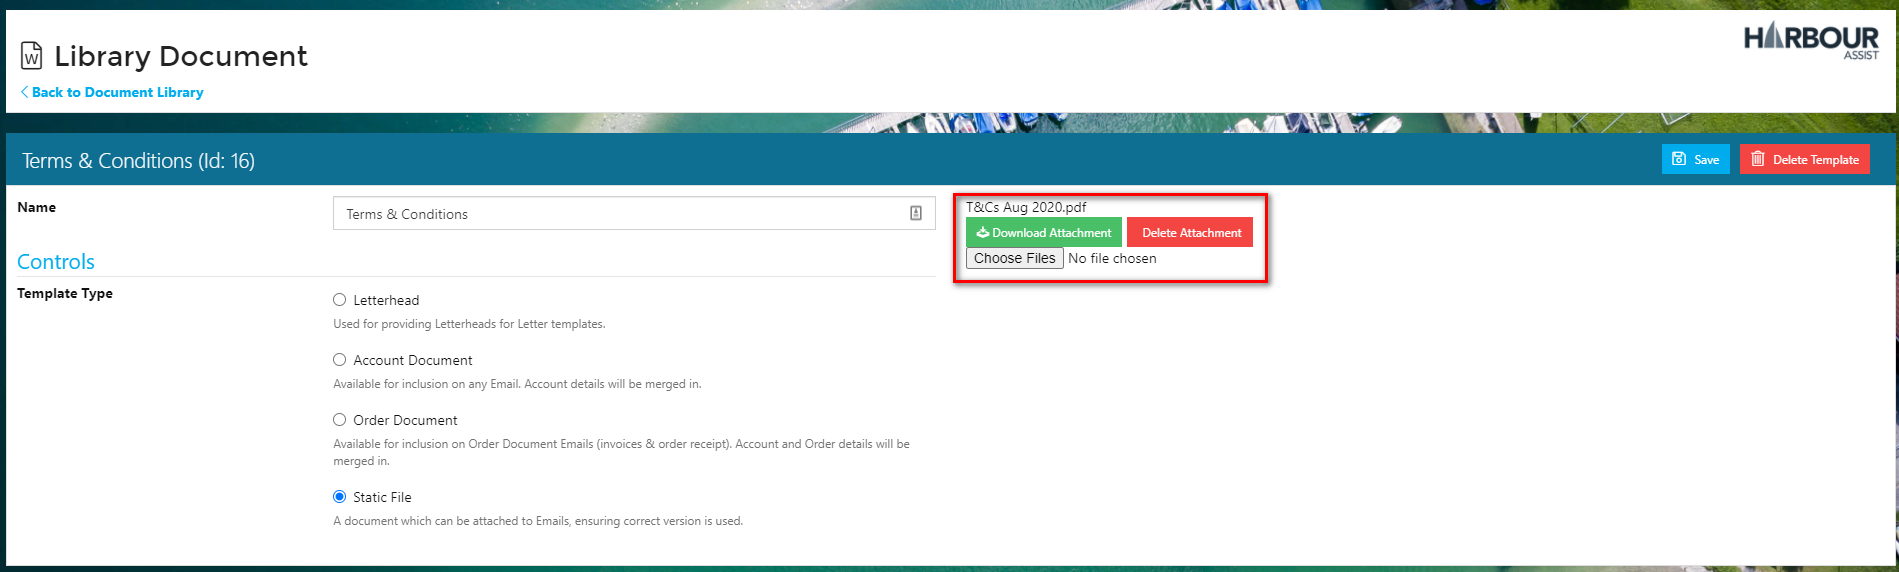 Library Document
HARBOUR
ASSIST
Back to Document Library
Terms & Conditions (Id: 16)
Save
Delete Template
Name
Terms & Conditions
T&Cs Aug 2020.pdf
Download Attachment
Delete Attachment
Choose Files No file chosen
Controls
Template Type
Letterhead
Used for providing Letterheads for Letter templates.
Account Document
Available for inclusion on any Email. Account details will be merged in.
Order Document
Available for inclusion on Order Document Emails (invoices & order receipt). Account and Order details will be
merged in.
Static File
A document which can be attached to Emails, ensuring correct version is used.